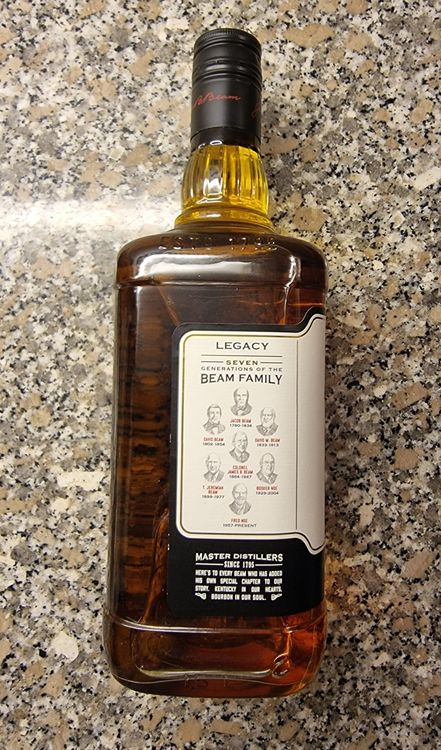 B Beam
LEGACY
SEVEN
GENERATIONS OF THE
BEAM FAMILY
JACOB BEAM
1760-1834
DAVID BEAM
1802-1854
DAVID M. BEAM
1833-1913
COLONEL
JAMES B. BEAM
1864-1947
T. JEREMIAH
BEAM
1899-1977
BOOKER NOE
1929-2004
FRED NOE
1957-PRESENT
MASTER DISTILLERS
SINCE 1795
HERE'S TO EVERY BEAM WHO HAS ADDED
HIS OWN SPECIAL CHAPTER TO OUR
STORY. KENTUCKY IN OUR HEARTS.
BOURBON IN OUR SOUL.